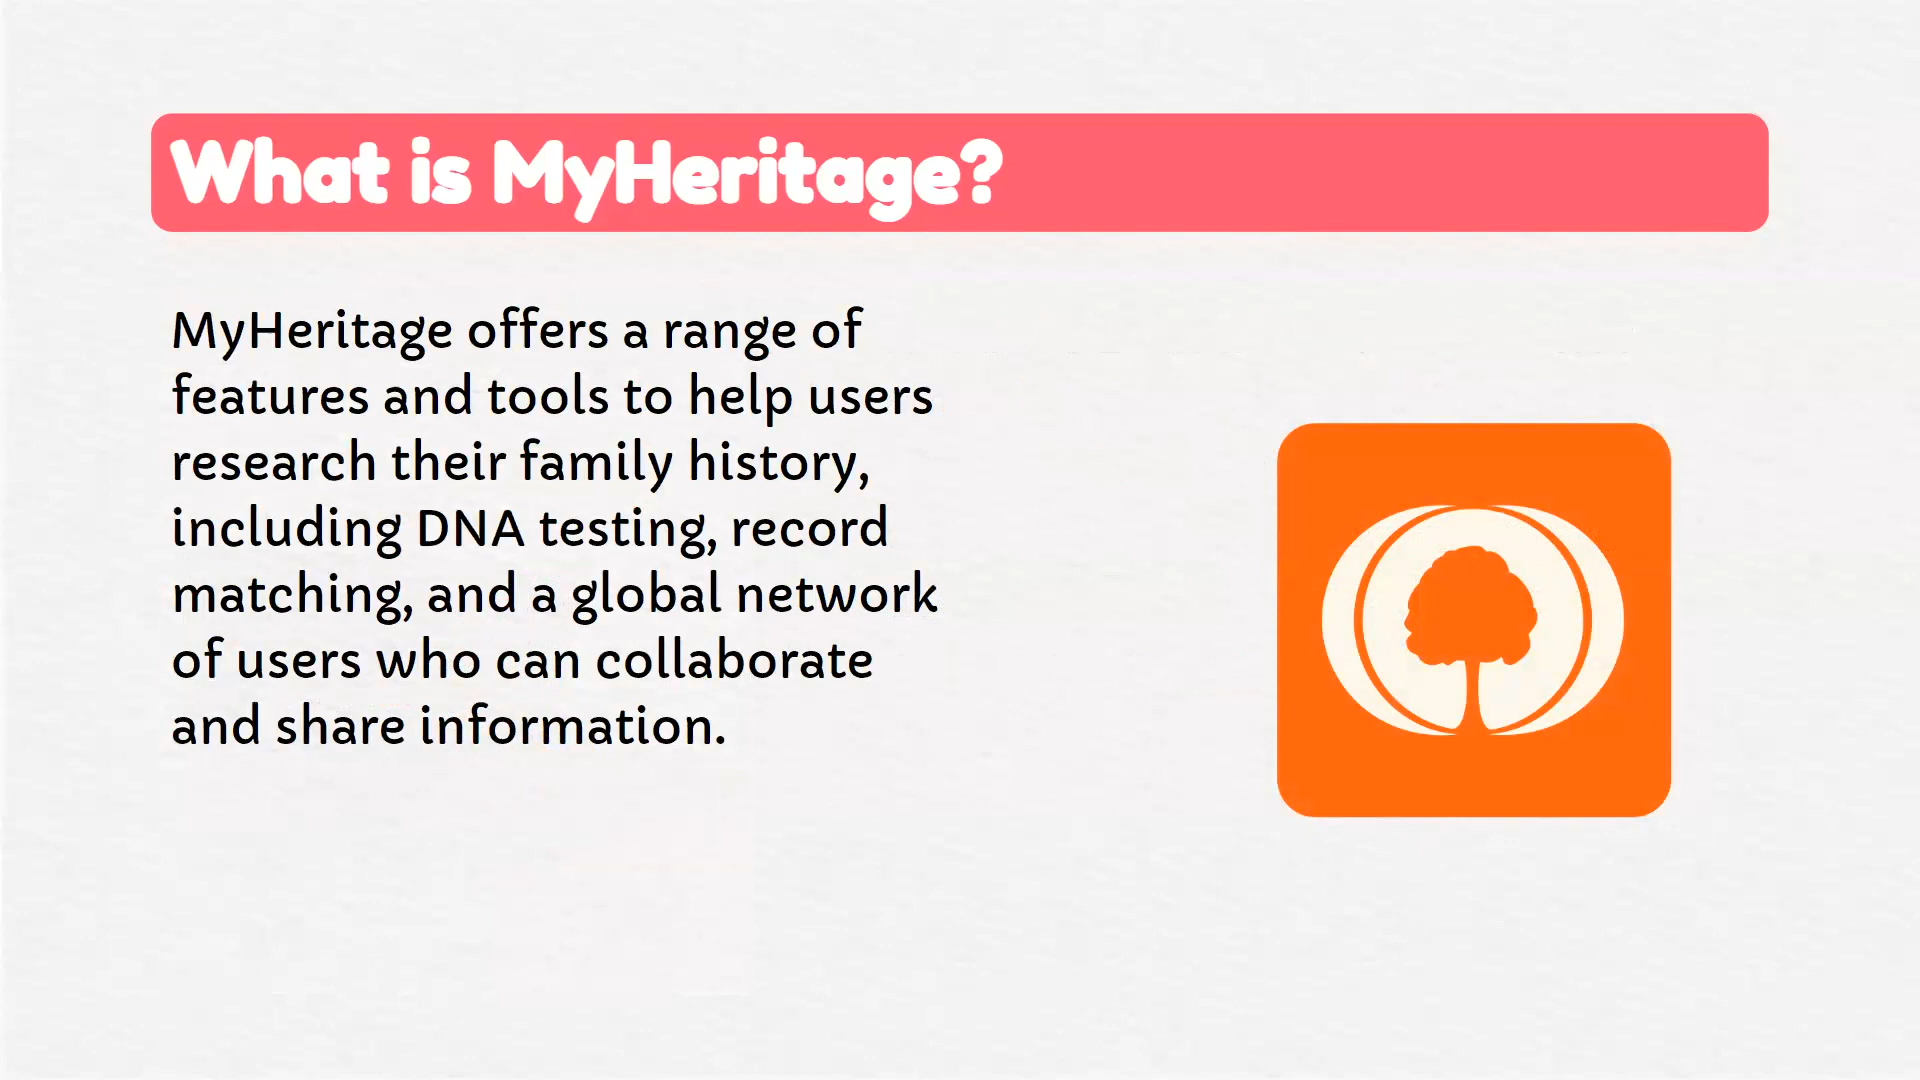 What is MyHeritage?
MyHeritage offers a range of
features and tools to help users
research their family history,
including DNA testing, record
matching, and a global network
of users who can collaborate
and share information.